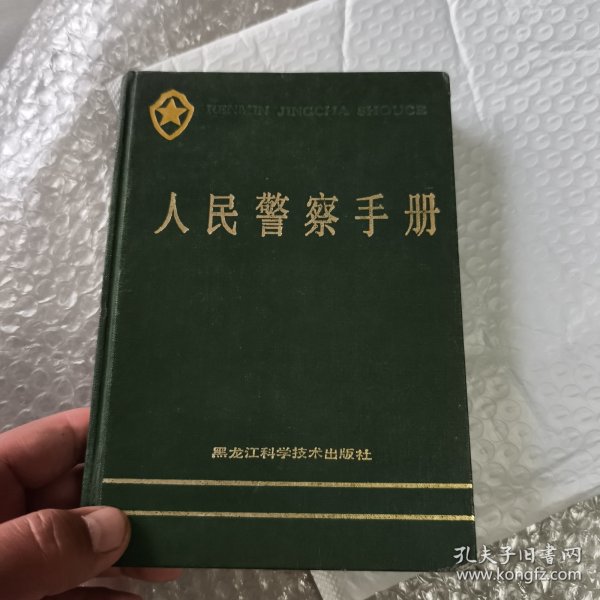 RENMIN JINGCHA SHOUCE
人民警察手册
黑龙江科学技术出版社
孔夫子旧书网
www.kongfz.com